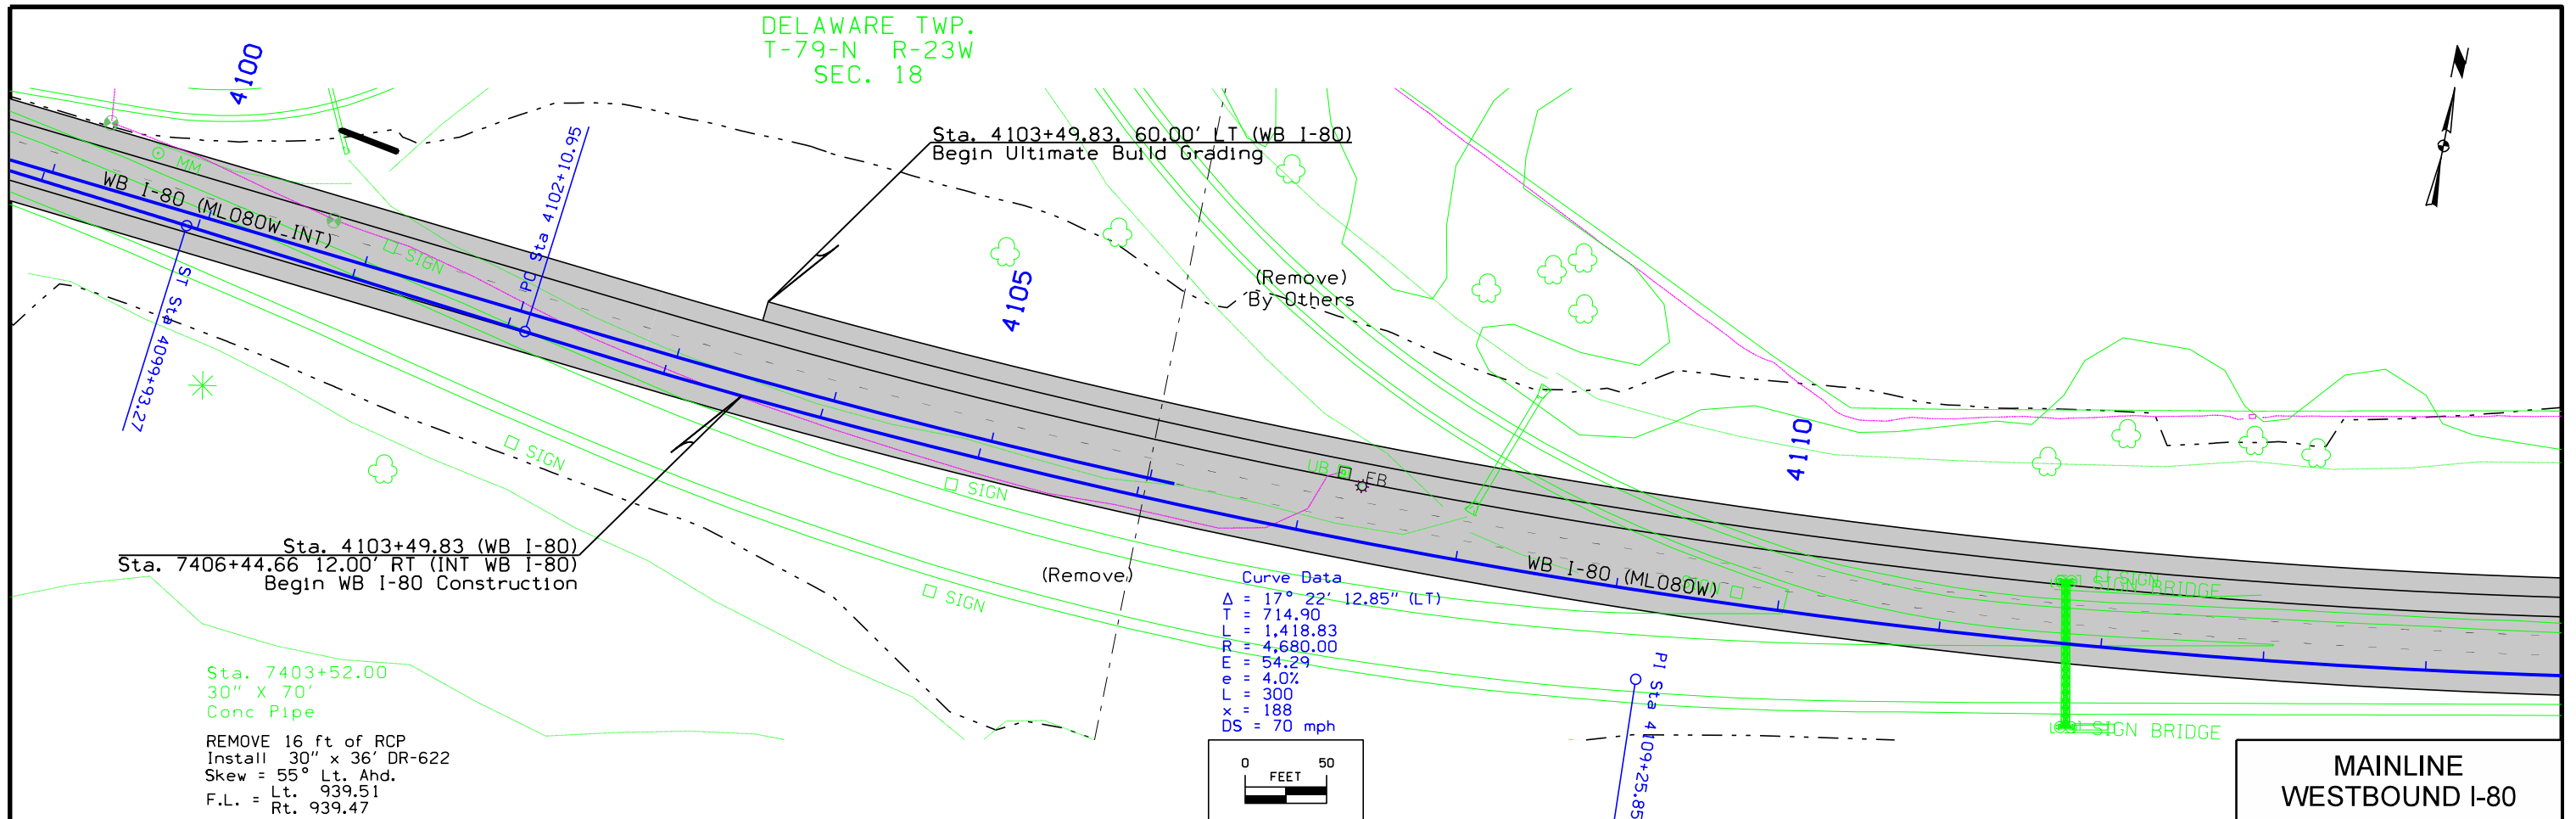 DELAWARE TWP.
T-79-N R-23W
SEC. 18
4100
N
Sta. 4103+49.83, 60.00' LT (WB I-80)
Begin Ultimate Build Grading
PC Sta 4102+10.95
MM
WB I-80 (ML080W_INT)
SIGN
4105
(Remove)
By Others
ST Sta 4099+93.27
SIGN
SIGN
UB
EB
4110
Sta. 4103+49.83 (WB I-80)
Sta. 7406+44.66 12.00' RT (INT WB I-80)
Begin WB I-80 Construction
(Remove)
SIGN
WB I-80 (ML080W)
SIGN
SIGN BRIDGE
Curve Data
Δ = 17° 22' 12.85" (LT)
T = 714.90
L = 1,418.83
R = 4,680.00
E = 54.29
e = 4.0%
L = 300
x = 188
DS = 70 mph
PI Sta 4109+25.85
SIGN BRIDGE
Sta. 7403+52.00
30" X 70'
Conc Pipe
REMOVE 16 ft of RCP
Install 30" x 36' DR-622
Skew = 55° Lt. Ahd.
F.L. = Lt. 939.51
Rt. 939.47
0 50
FEET
MAINLINE
WESTBOUND I-80